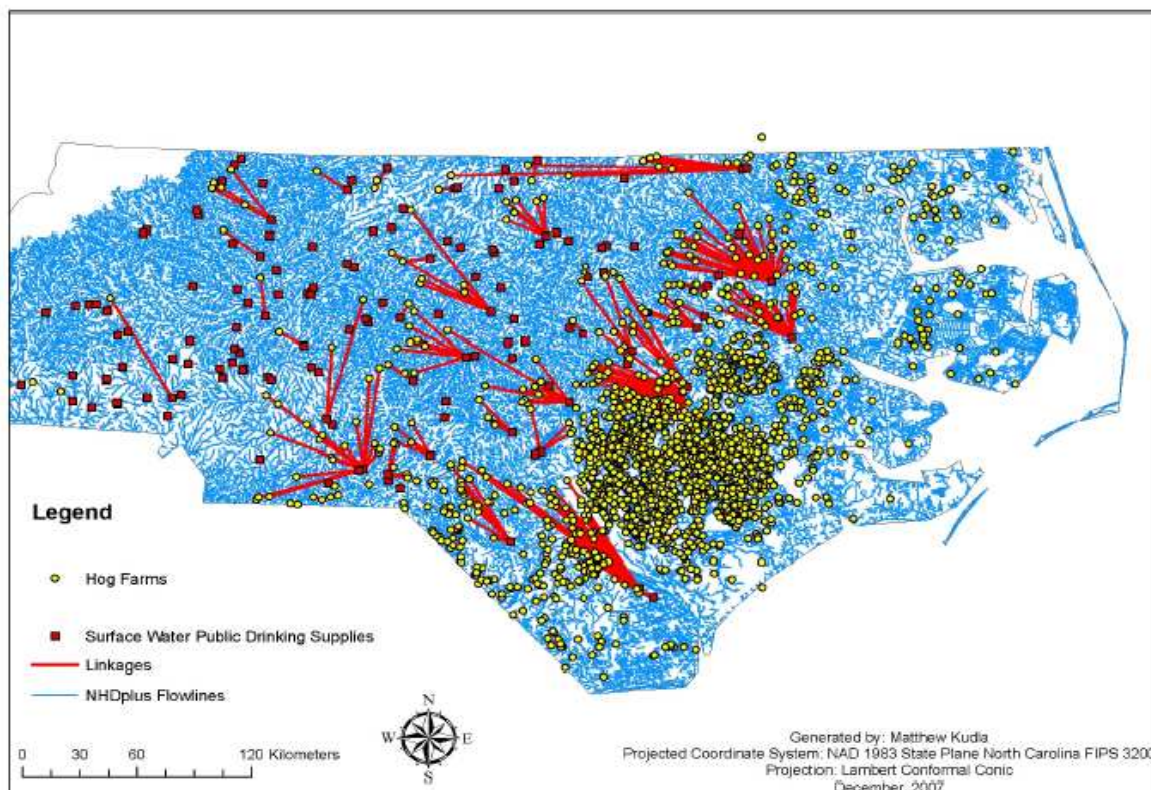 Legend
Hog Farms
Surface Water Public Drinking Supplies
Linkages
NHDplus Flowlines
0 30 60 120 Kilometers
N
W E
S
Generated by: Matthew Kudla
Projected Coordinate System: NAD 1983 State Plane North Carolina FIPS 3200
Projection: Lambert Conformal Conic
December, 2007